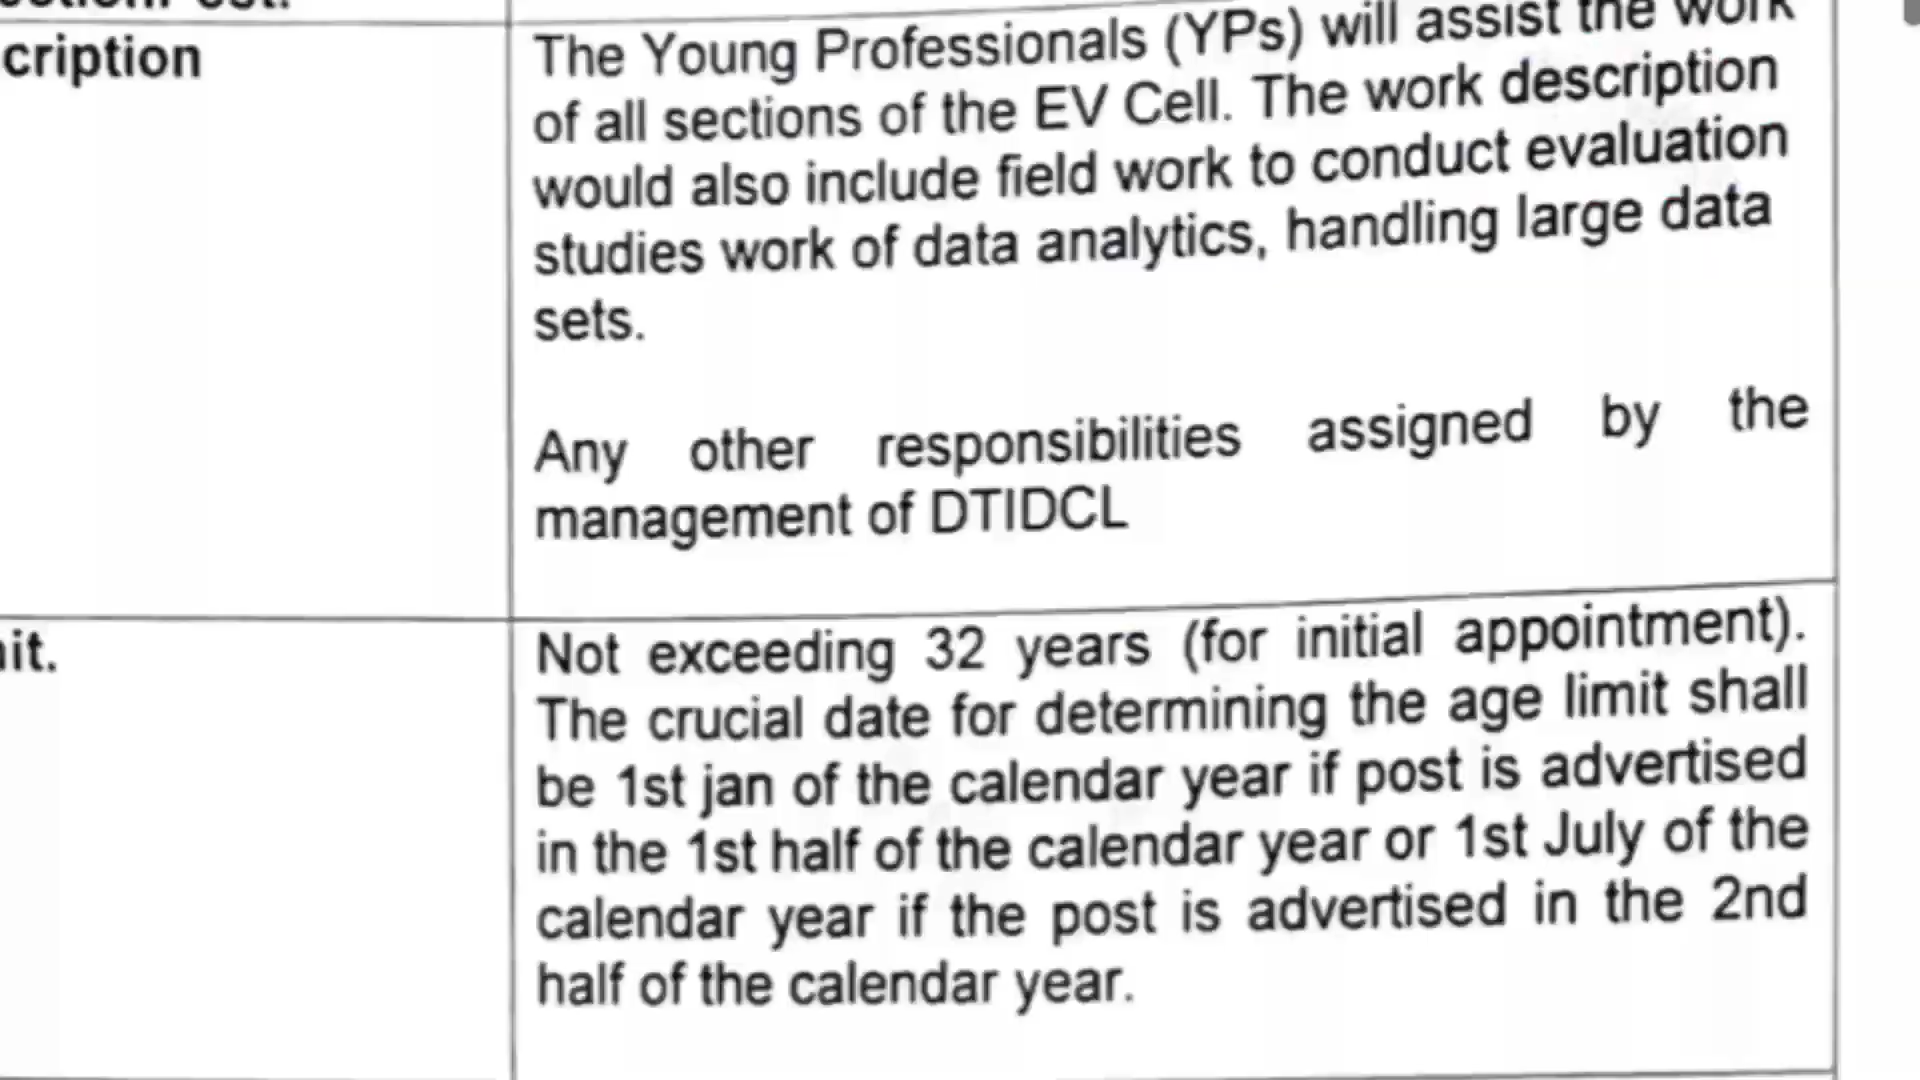 cription
The Young Professionals (YPs) will assist the work
of all sections of the EV Cell. The work description
would also include field work to conduct evaluation
studies work of data analytics, handling large data
sets.
Any other responsibilities assigned by the
management of DTIDCL
it.
Not exceeding 32 years (for initial appointment).
The crucial date for determining the age limit shall
be 1st jan of the calendar year if post is advertised
in the 1st half of the calendar year or 1st July of the
calendar year if the post is advertised in the 2nd
half of the calendar year.